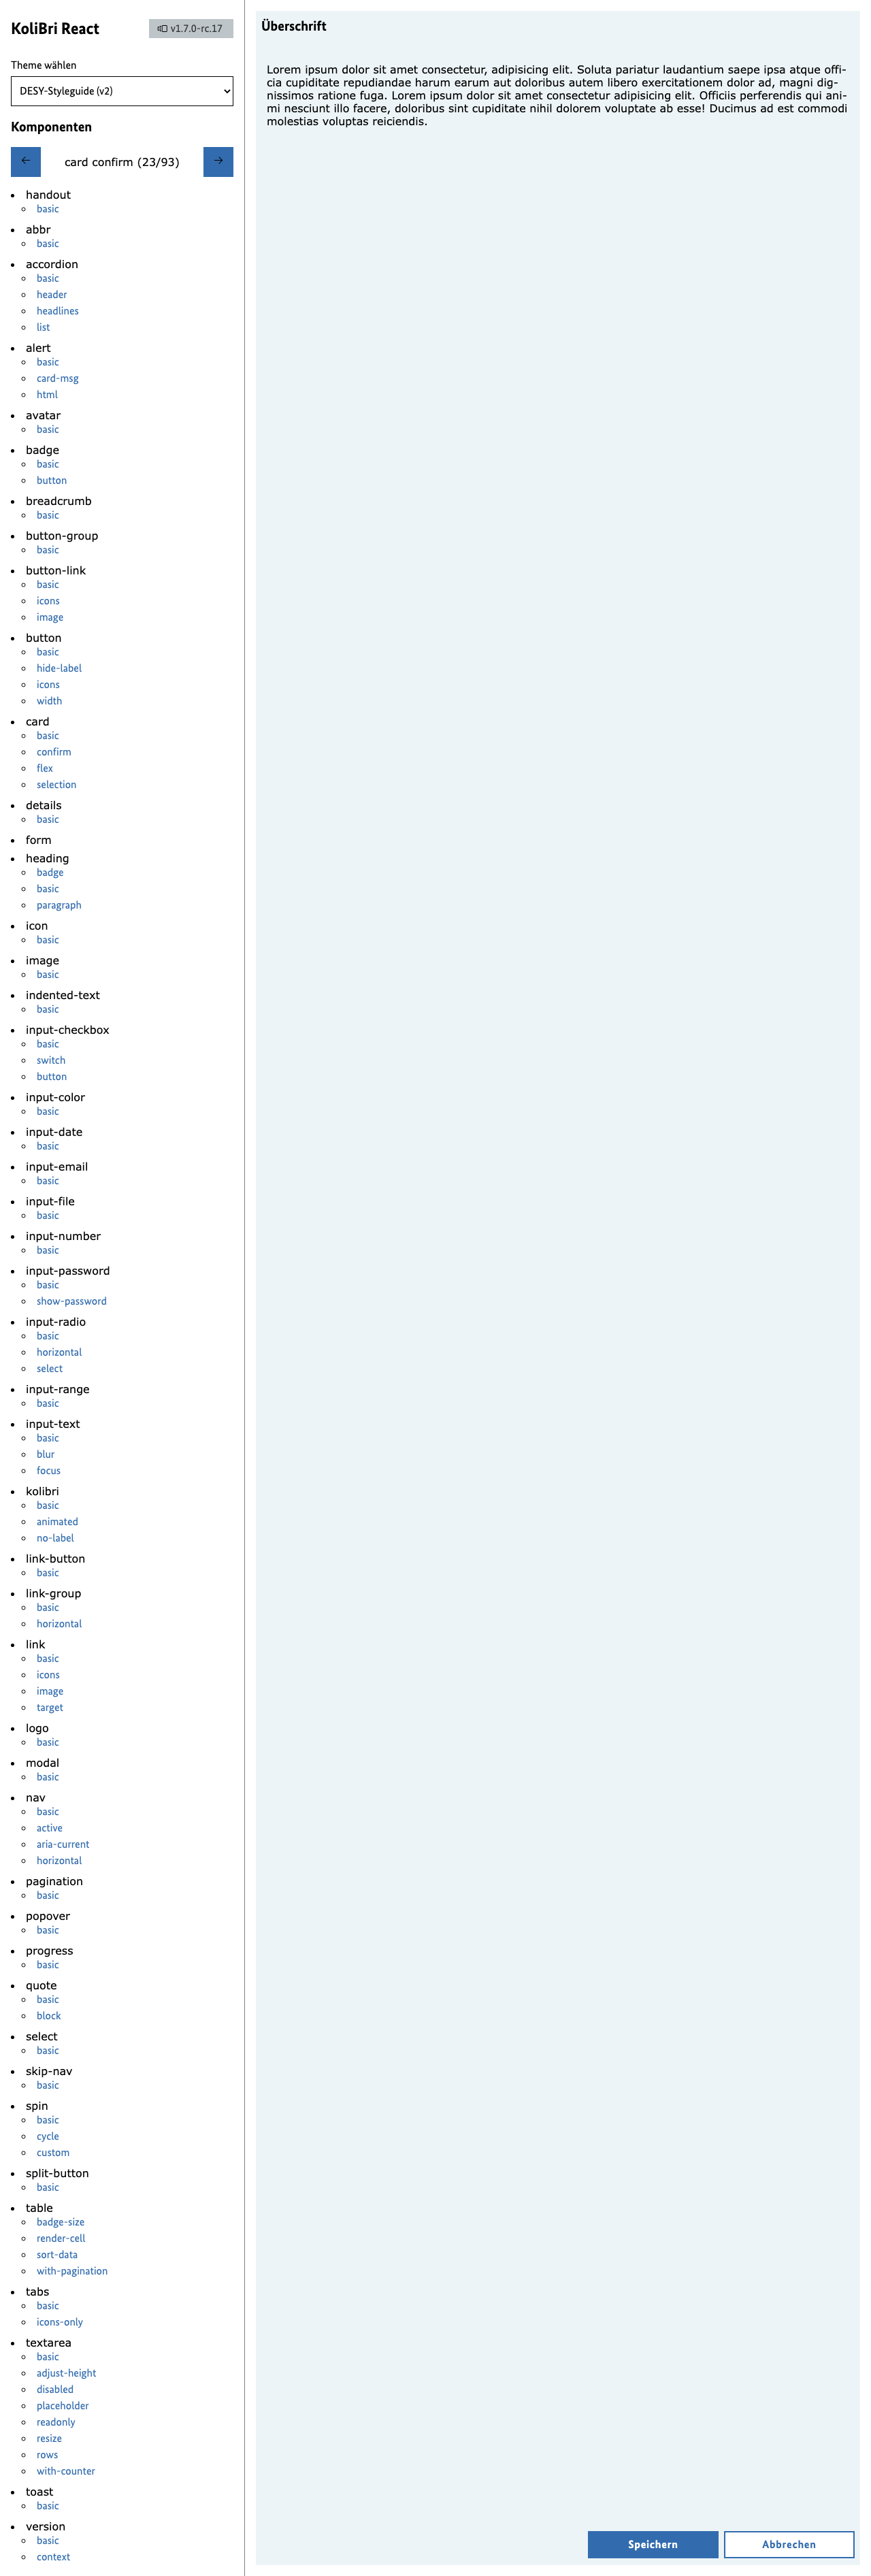 KoliBri React
v1.7.0-rc.17
Theme wählen
DESY-Styleguide (v2)
Komponenten
← card confirm (23/93) →
handout
basic
abbr
basic
accordion
basic
header
headlines
list
alert
basic
card-msg
html
avatar
basic
badge
basic
button
breadcrumb
basic
button-group
basic
button-link
basic
icons
image
button
basic
hide-label
icons
width
card
basic
confirm
flex
selection
details
basic
form
heading
badge
basic
paragraph
icon
basic
image
basic
indented-text
basic
input-checkbox
basic
switch
button
input-color
basic
input-date
basic
input-email
basic
input-file
basic
input-number
basic
input-password
basic
show-password
input-radio
basic
horizontal
select
input-range
basic
input-text
basic
blur
focus
kolibri
basic
animated
no-label
link-button
basic
link-group
basic
horizontal
link
basic
icons
image
target
logo
basic
modal
basic
nav
basic
active
aria-current
horizontal
pagination
basic
popover
basic
progress
basic
quote
basic
block
select
basic
skip-nav
basic
spin
basic
cycle
custom
split-button
basic
table
badge-size
render-cell
sort-data
with-pagination
tabs
basic
icons-only
textarea
basic
adjust-height
disabled
placeholder
readonly
resize
rows
with-counter
toast
basic
version
basic
context
Überschrift
Lorem ipsum dolor sit amet consectetur, adipisicing elit. Soluta pariatur laudantium saepe ipsa atque offi-
cia cupiditate repudiandae harum earum aut doloribus autem libero exercitationem dolor ad, magni dig-
nissimos ratione fuga. Lorem ipsum dolor sit amet consectetur adipisicing elit. Officiis perferendis qui ani-
mi nesciunt illo facere, doloribus sint cupiditate nihil dolorem voluptate ab esse! Ducimus ad est commodi
molestias voluptas reiciendis.
Speichern
Abbrechen